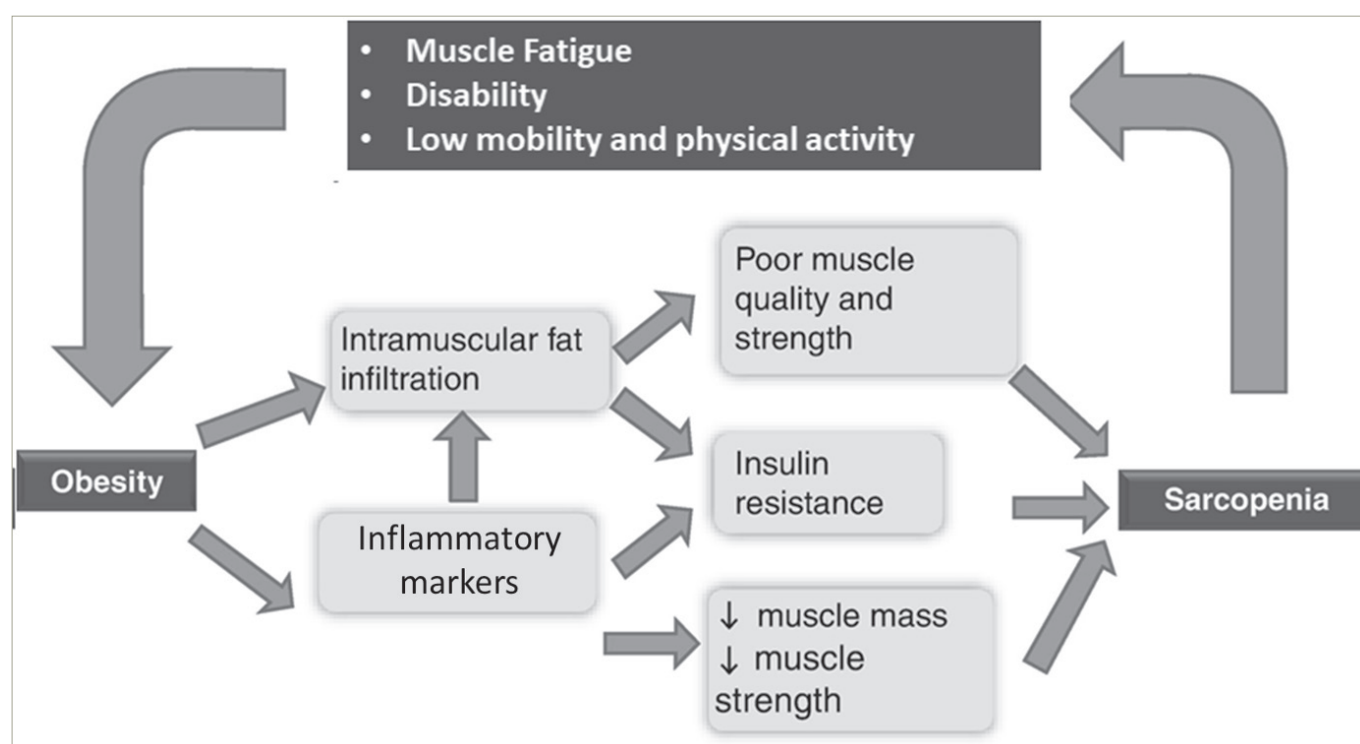 • Muscle Fatigue
• Disability
• Low mobility and physical activity
Poor muscle
quality and
strength
Intramuscular fat
infiltration
Insulin
resistance
Obesity
Sarcopenia
Inflammatory
markers
↓ muscle mass
↓ muscle
strength